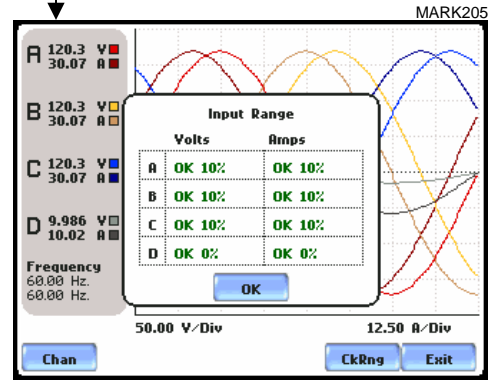 MARK205
A 120.3 V
30.07 A
B 120.3 V
30.07 A
C 120.3 V
30.07 A
D 9.986 V
10.02 A
Frequency
60.00 Hz.
60.00 Hz.
Input Range
Volts Amps
A OK 10% OK 10%
B OK 10% OK 10%
C OK 10% OK 10%
D OK 0% OK 0%
OK
50.00 V/Div 12.50 A/Div
Chan CkRng Exit